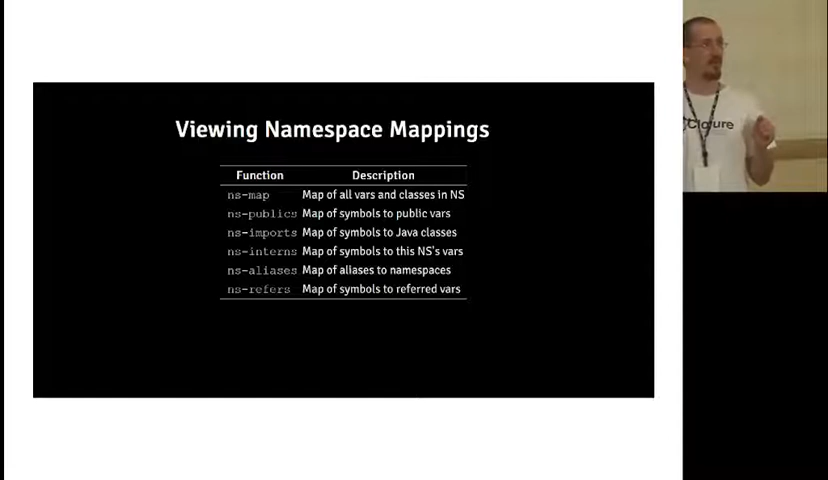 Viewing Namespace Mappings
Function Description
ns-map Map of all vars and classes in NS
ns-publics Map of symbols to public vars
ns-imports Map of symbols to Java classes
ns-interns Map of symbols to this NS's vars
ns-aliases Map of aliases to namespaces
ns-refers Map of symbols to referred vars
Clojure